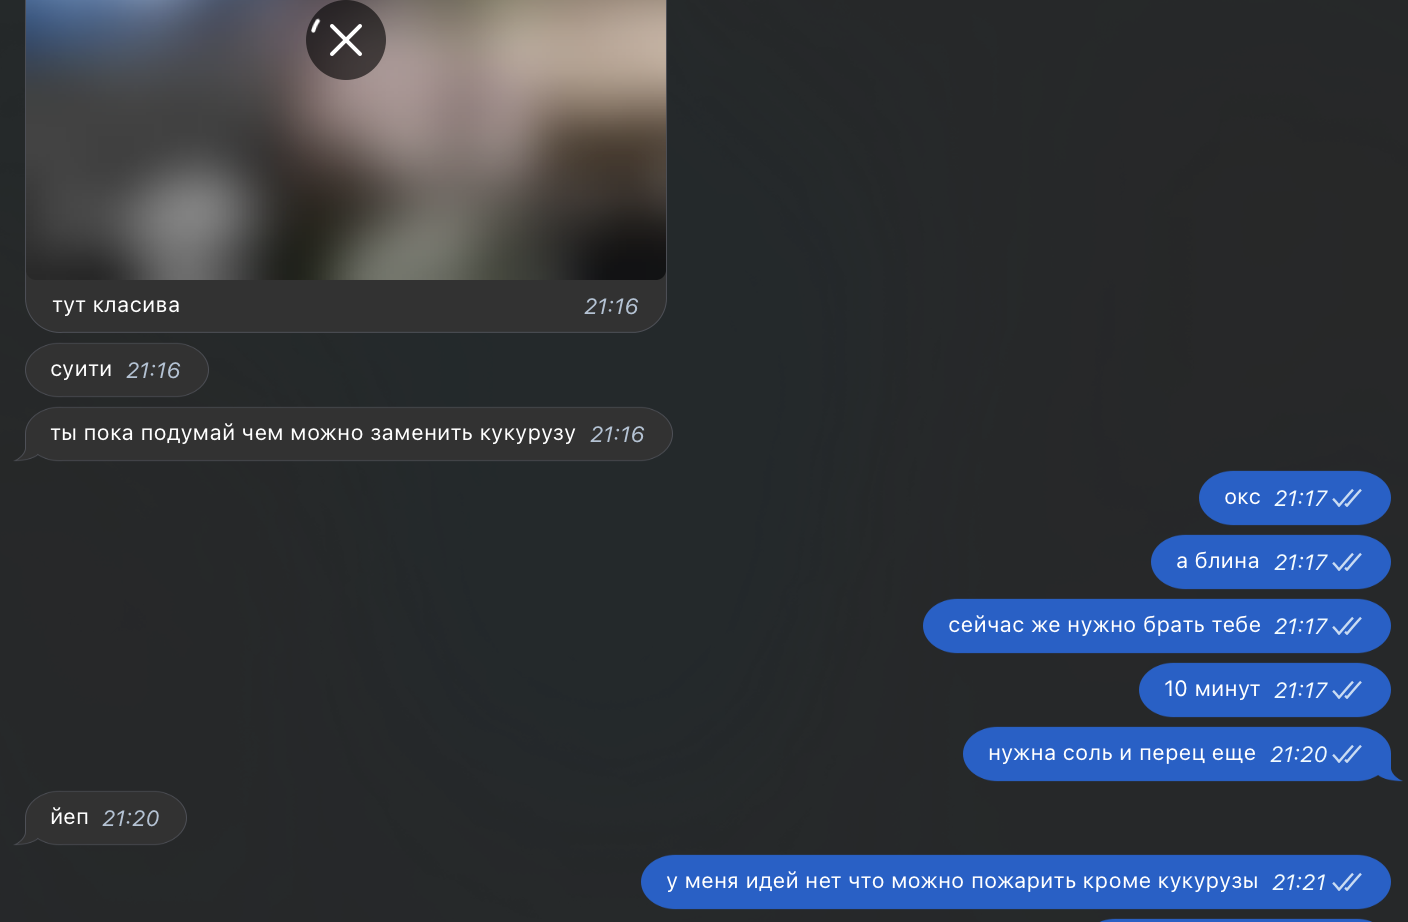 тут класива 21:16
суити 21:16
ты пока подумай чем можно заменить кукурузу 21:16
окс 21:17
а блина 21:17
сейчас же нужно брать тебе 21:17
10 минут 21:17
нужна соль и перец еще 21:20
йеп 21:20
у меня идей нет что можно пожарить кроме кукурузы 21:21